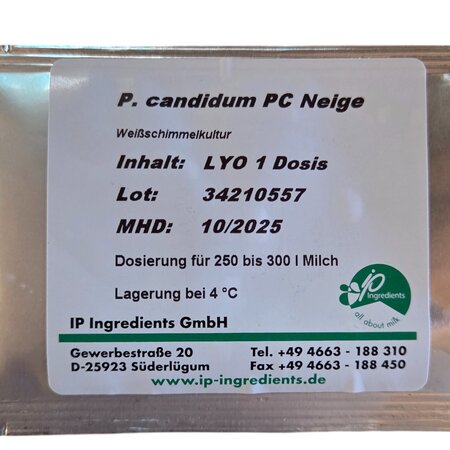 P. candidum PC Neige
Weißschimmelkultur
Inhalt: LYO 1 Dosis
Lot: 34210557
MHD: 10/2025
Dosierung für 250 bis 300 l Milch
Lagerung bei 4 °C
ip
Ingredients
all about milk
IP Ingredients GmbH
Gewerbestraße 20 Tel. +49 4663 - 188 310
D-25923 Süderlügum Fax +49 4663 - 188 450
www.ip-ingredients.de